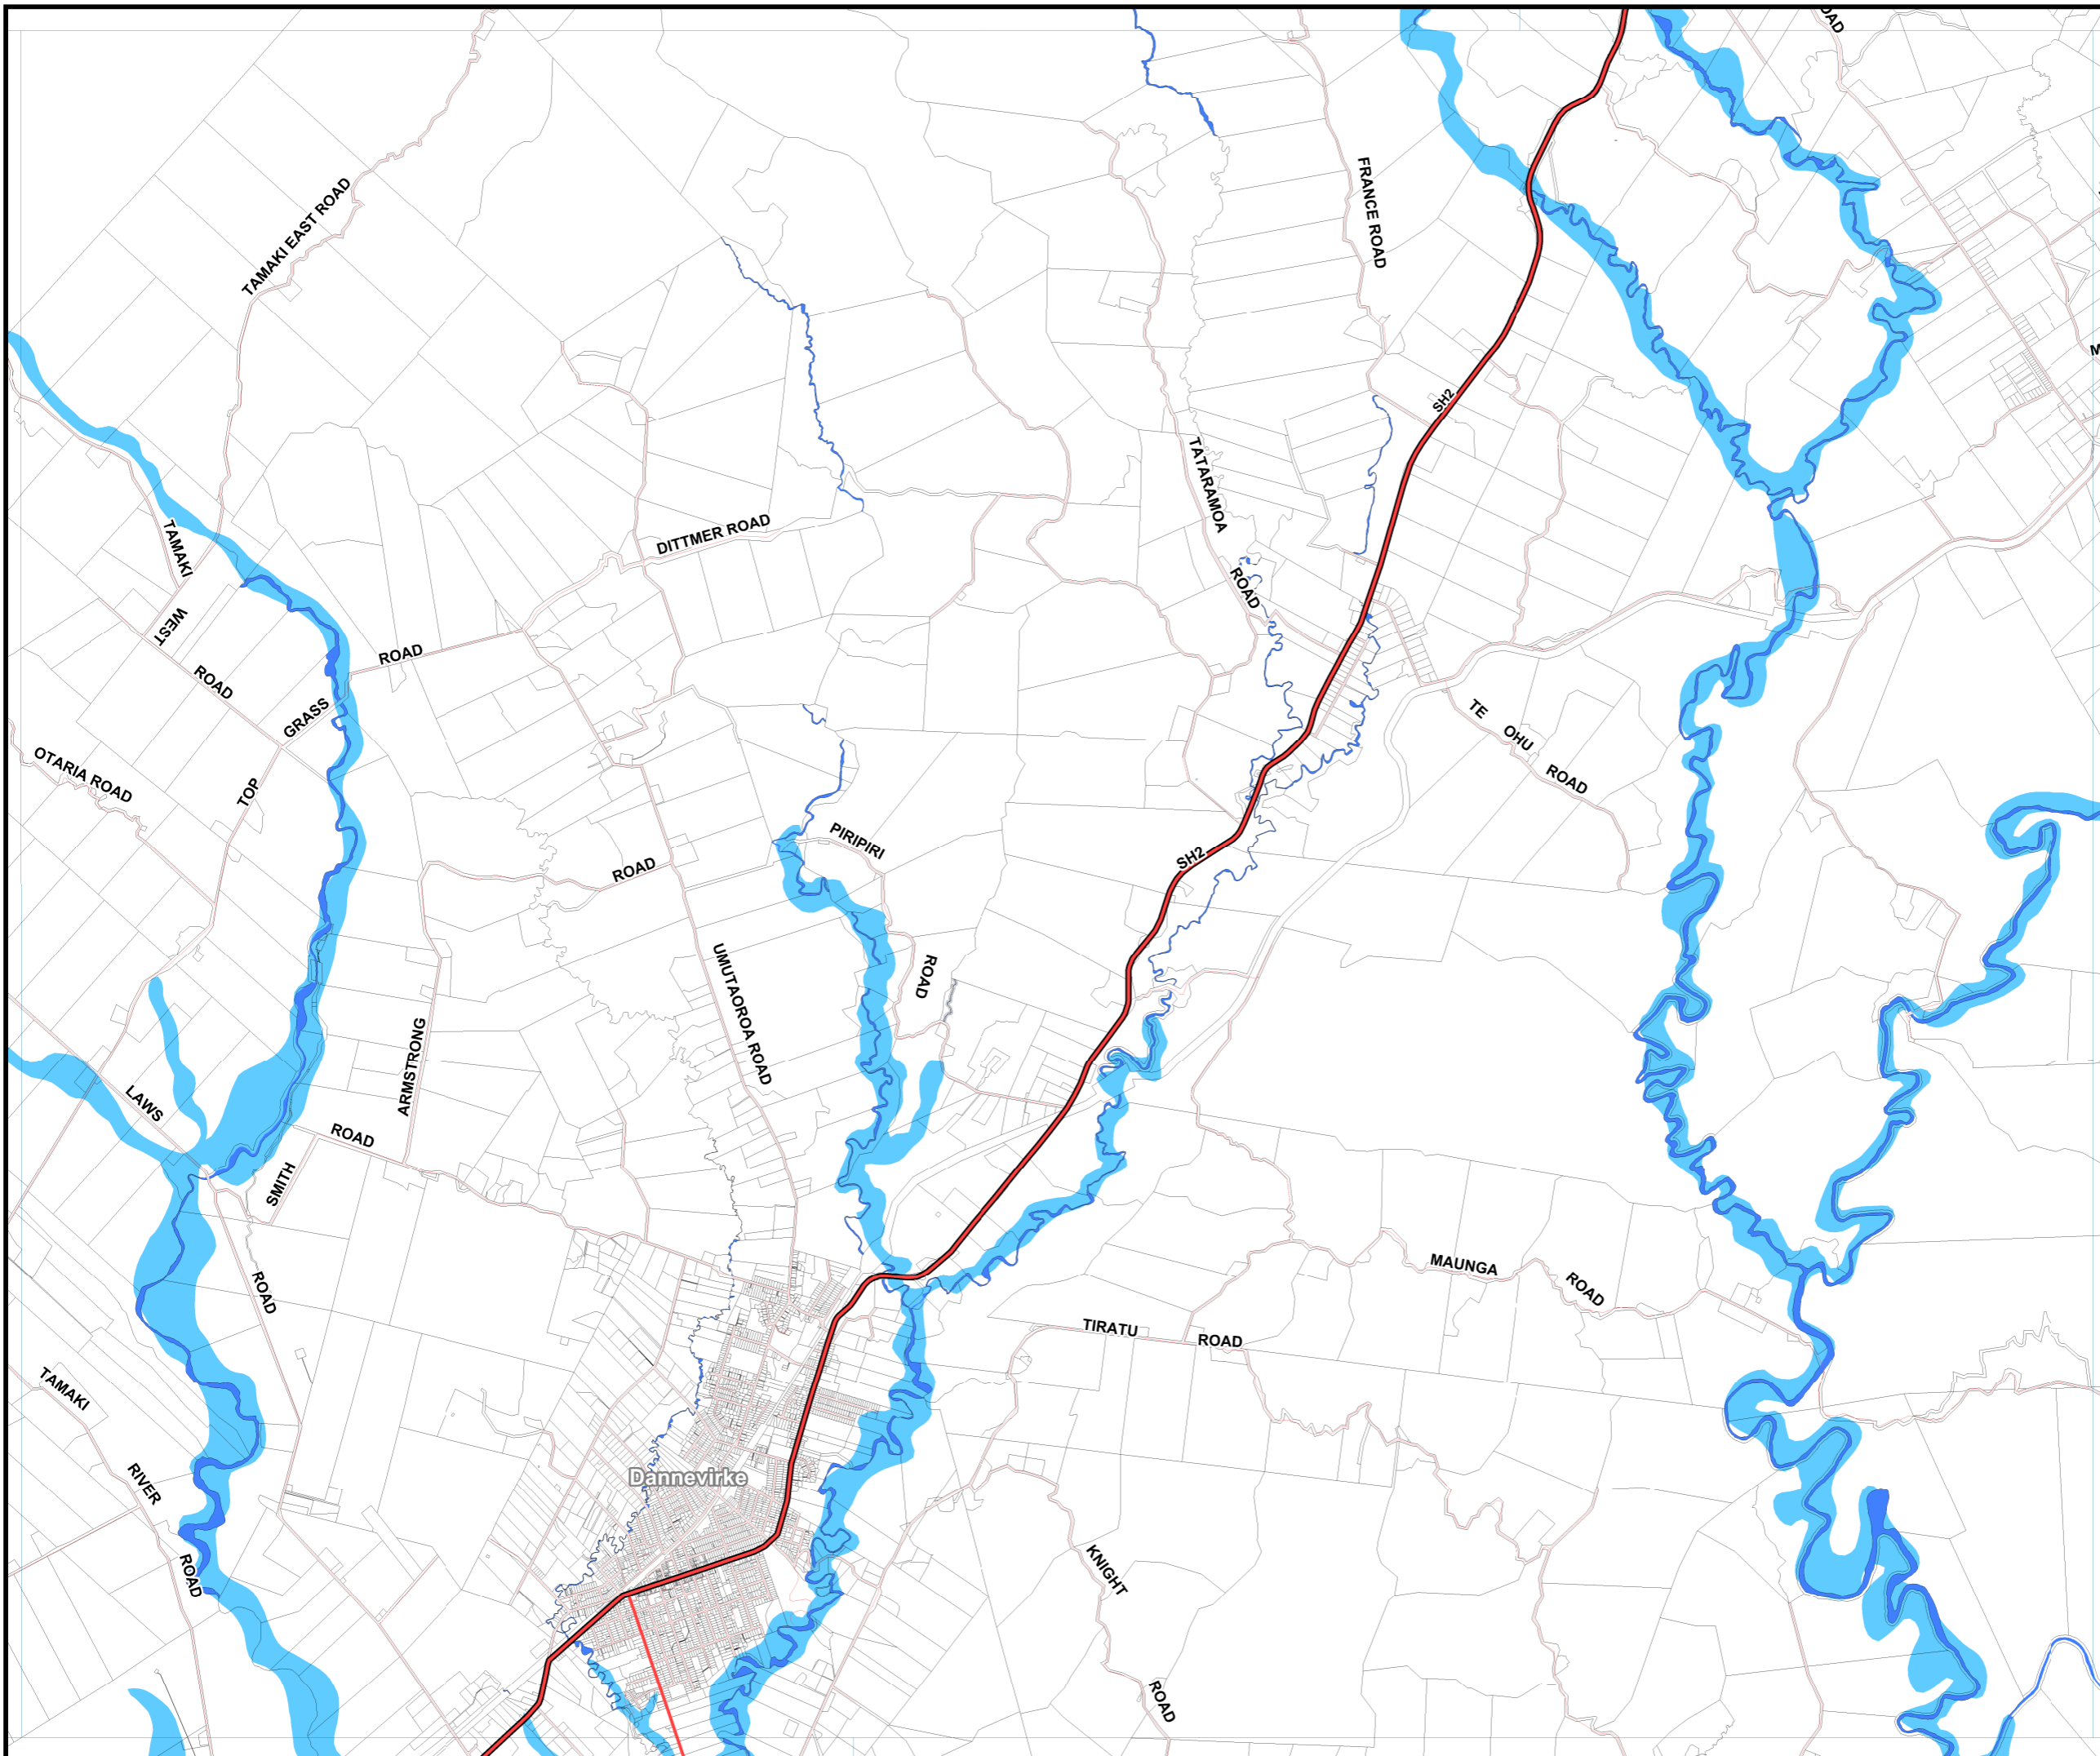 OAD
TAMAKI EAST ROAD
FRANCE ROAD
M
SH2
TATARAMOA
ROAD
DITTMER ROAD
TAMAKI
WEST
ROAD
ROAD
GRASS
TOP
OTARIA ROAD
TE
OHU
ROAD
PIRIPIRI
ROAD
SH2
ROAD
UMUTAOROA ROAD
ARMSTRONG
LAWS
ROAD
SMITH
ROAD
MAUNGA
ROAD
TIRATU
ROAD
TAMAKI
RIVER
ROAD
Dannevirke
KNIGHT
ROAD